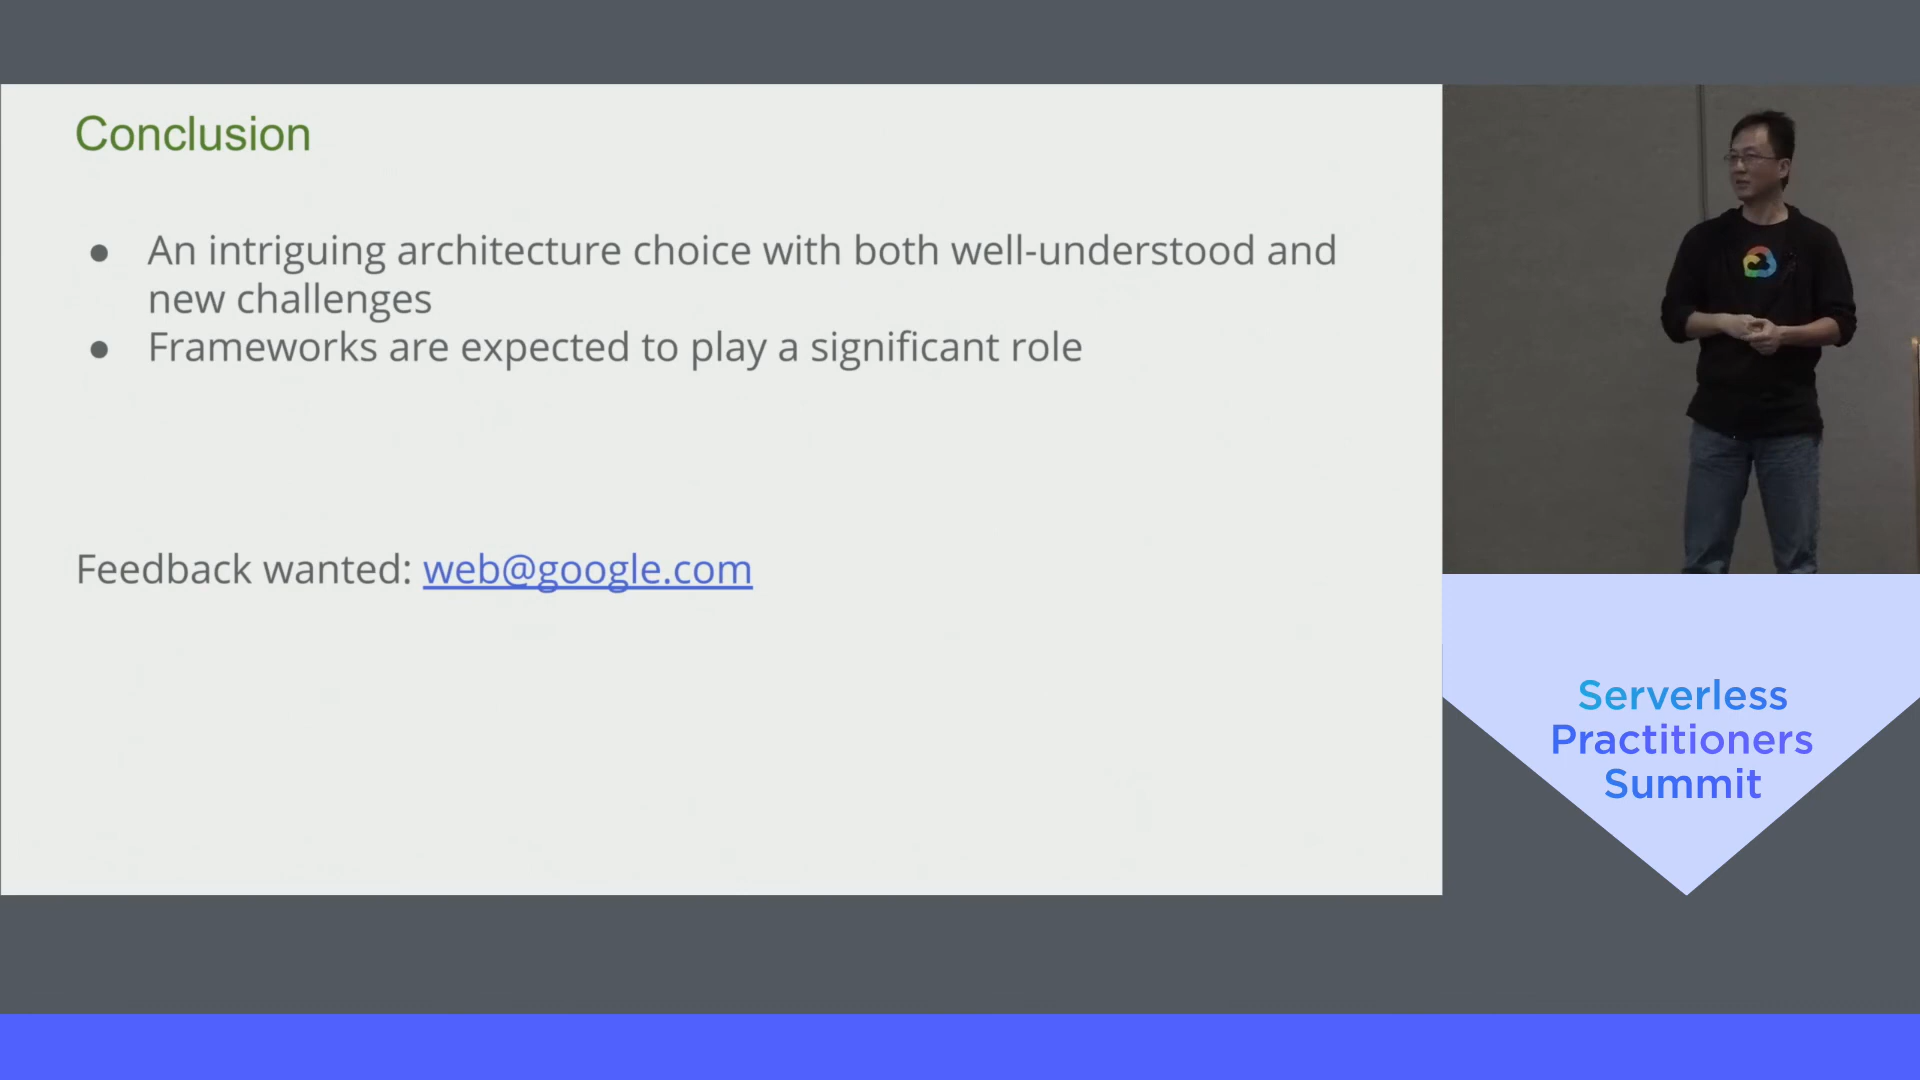 Conclusion
● An intriguing architecture choice with both well-understood and
new challenges
● Frameworks are expected to play a significant role
Feedback wanted: web@google.com
Serverless
Practitioners
Summit